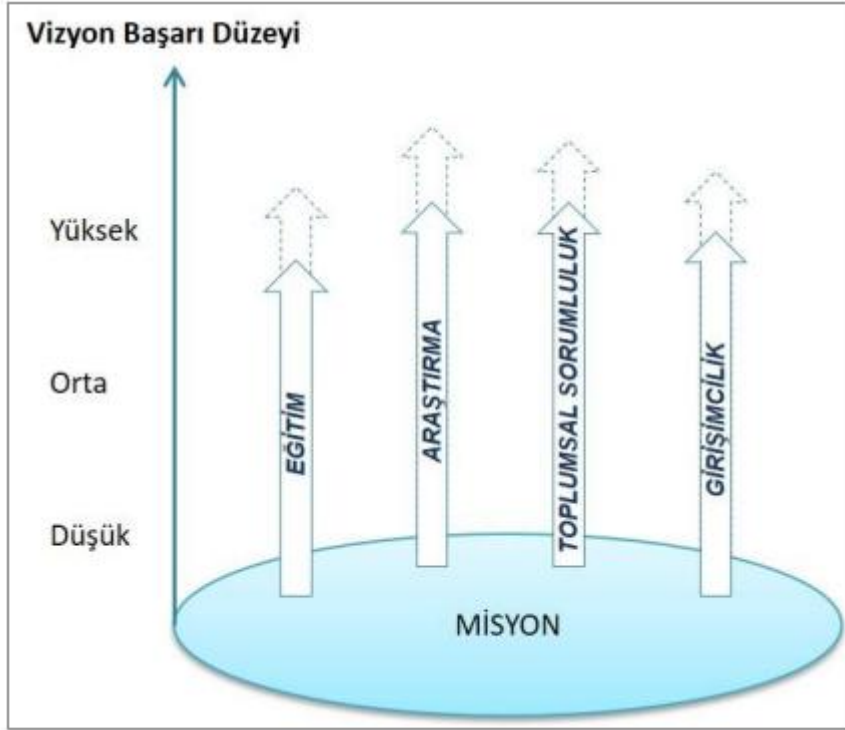 Vizyon Başarı Düzeyi
Yüksek
Orta
Düşük
EĞİTİM
ARAŞTIRMA
TOPLUMSAL SORUMLULUK
GİRİŞİMCİLİK
MİSYON